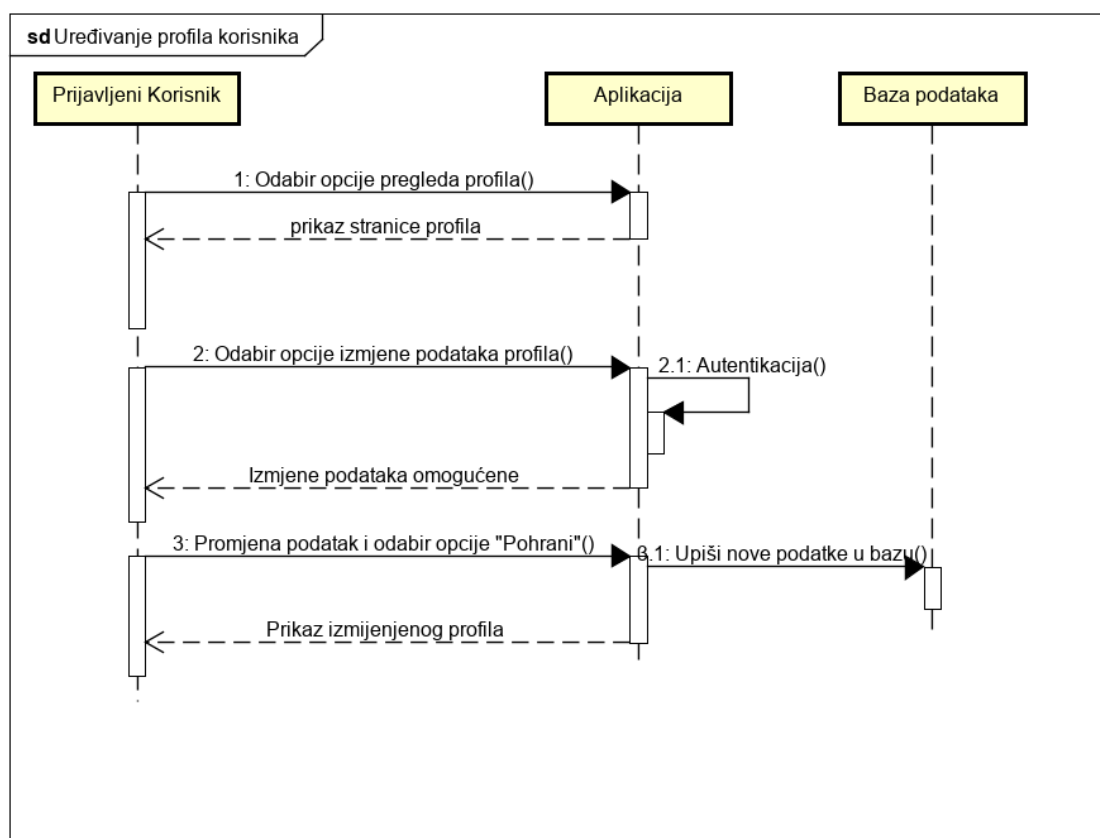 sd Uređivanje profila korisnika
Prijavljeni Korisnik
Aplikacija
Baza podataka
1: Odabir opcije pregleda profila()
prikaz stranice profila
2: Odabir opcije izmjene podataka profila()
2.1: Autentikacija()
Izmjene podataka omogućene
3: Promjena podatak i odabir opcije "Pohrani"()
3.1: Upiši nove podatke u bazu()
Prikaz izmijenjenog profila